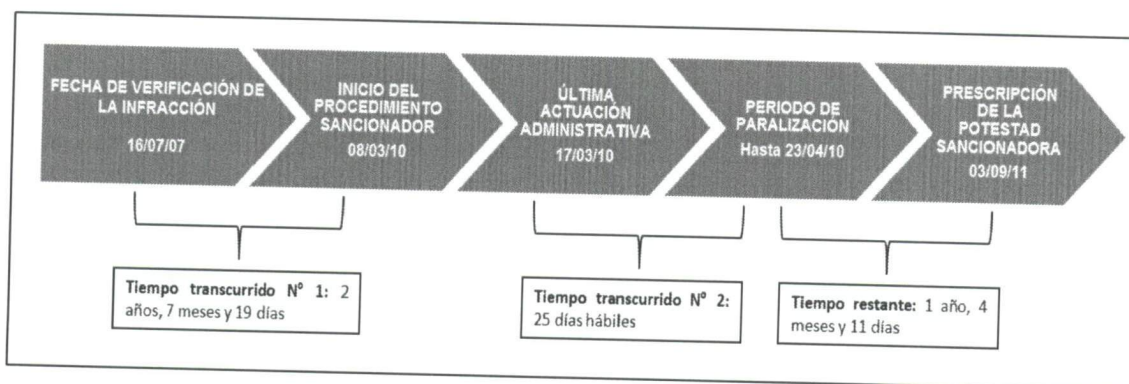 FECHA DE VERIFICACIÓN DE
LA INFRACCIÓN
16/07/07
INICIO DEL
PROCEDIMIENTO
SANCIONADOR
08/03/10
ÚLTIMA
ACTUACIÓN
ADMINISTRATIVA
17/03/10
PERIODO DE
PARALIZACIÓN
Hasta 23/04/10
PRESCRIPCIÓN
DE LA
POTESTAD
SANCIONADORA
03/09/11
Tiempo transcurrido N° 1: 2
años, 7 meses y 19 días
Tiempo transcurrido N° 2:
25 días hábiles
Tiempo restante: 1 año, 4
meses y 11 días